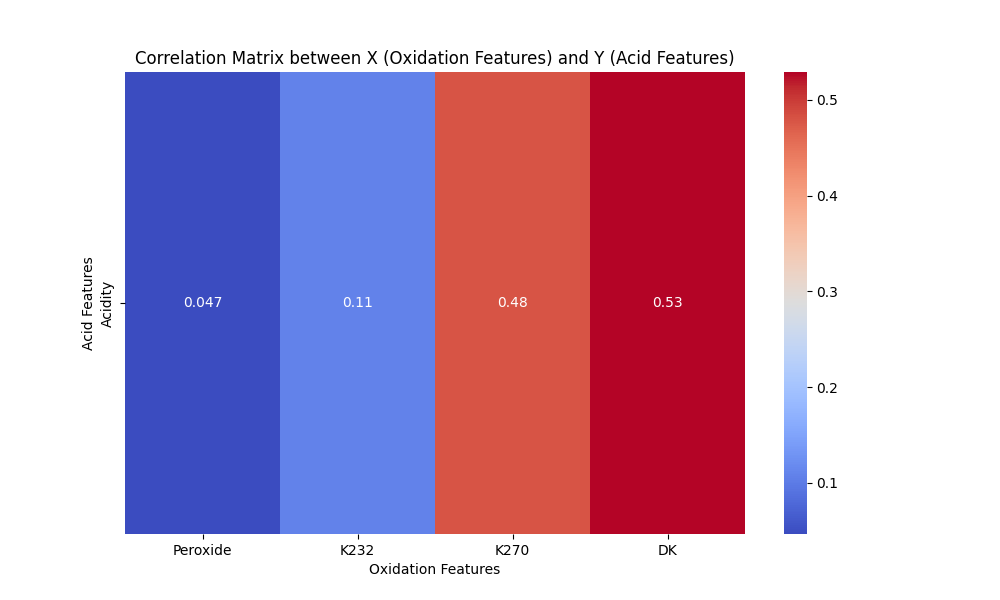 Correlation Matrix between X (Oxidation Features) and Y (Acid Features)
Acid Features
Acidity
0.047
0.11
0.48
0.53
Peroxide
K232
K270
DK
Oxidation Features
0.5
0.4
0.3
0.2
0.1